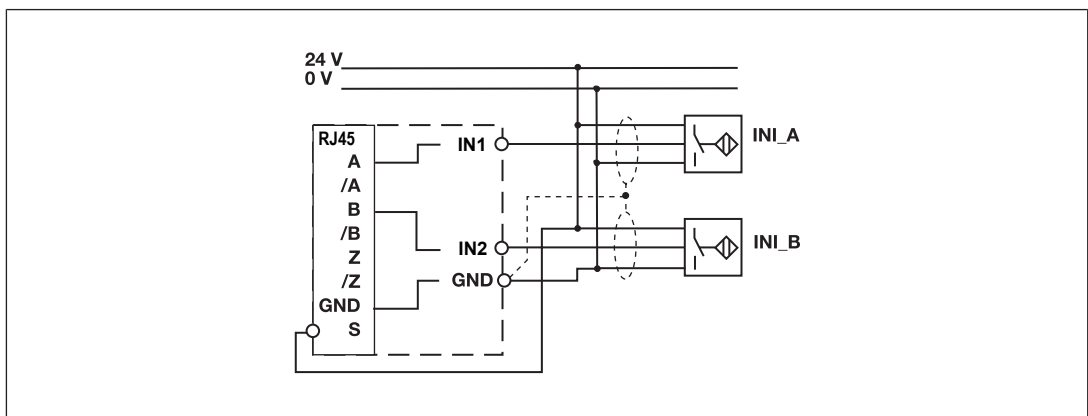 24 V
0 V
RJ45
A
/A
B
/B
Z
/Z
GND
S
IN1
IN2
GND
INI_A
INI_B